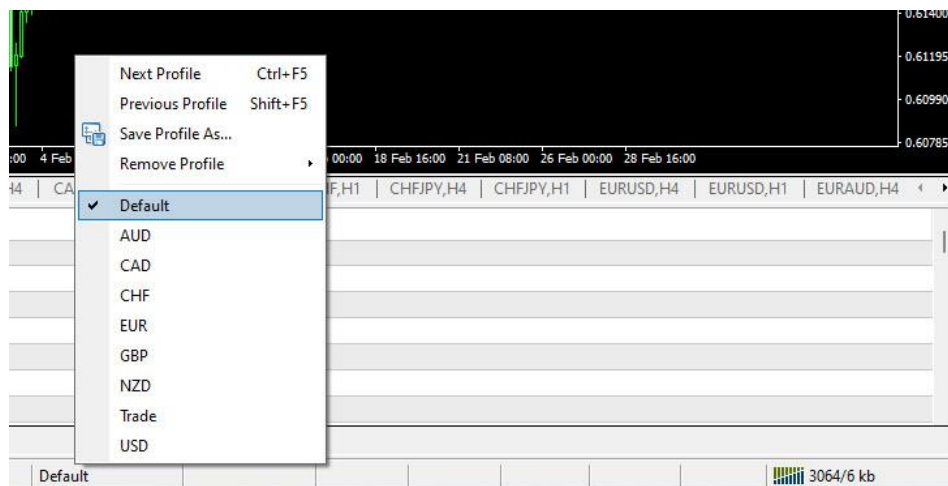 0.61400
0.61195
0.60990
0.60785
:00 4 Feb 00:00 18 Feb 16:00 21 Feb 08:00 26 Feb 00:00 28 Feb 16:00
H4 | CA F,H1 | CHFJPY,H4 | CHFJPY,H1 | EURUSD,H4 | EURUSD,H1 | EURAUD,H4
Next Profile Ctrl+F5
Previous Profile Shift+F5
Save Profile As...
Remove Profile
Default
AUD
CAD
CHF
EUR
GBP
NZD
Trade
USD
Default 3064/6 kb